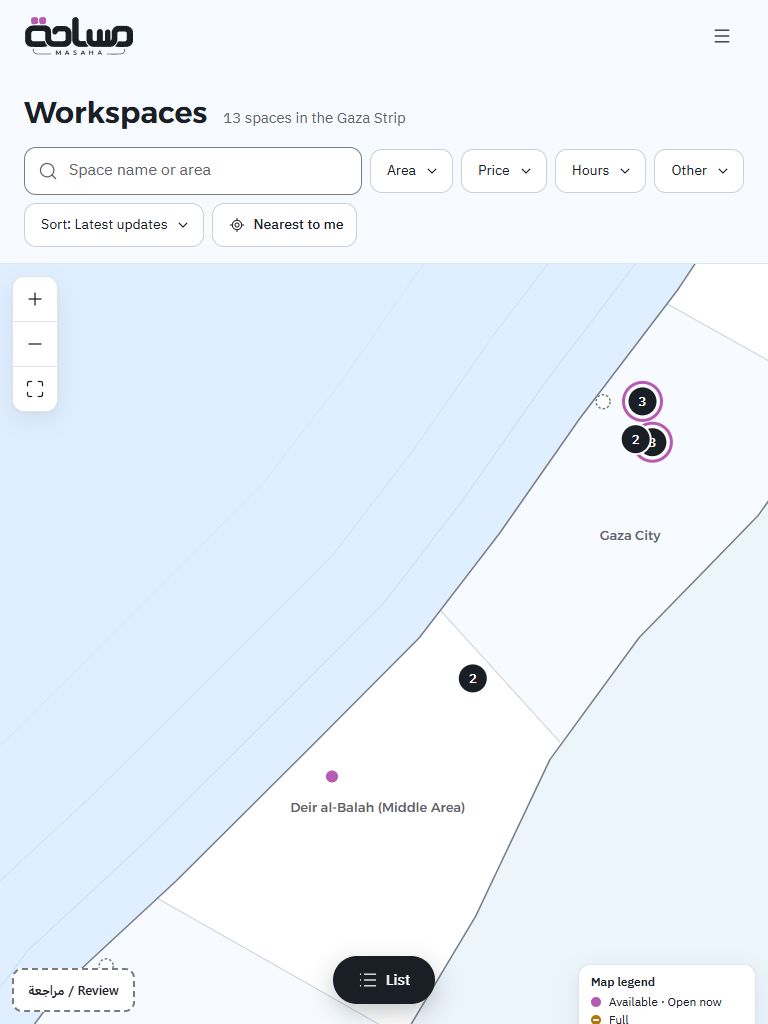 مساحة
MASAHA
Workspaces 13 spaces in the Gaza Strip
Space name or area
Area
Price
Hours
Other
Sort: Latest updates
Nearest to me
3
2
3
Gaza City
2
Deir al-Balah (Middle Area)
مراجعة / Review
List
Map legend
Available · Open now
Full